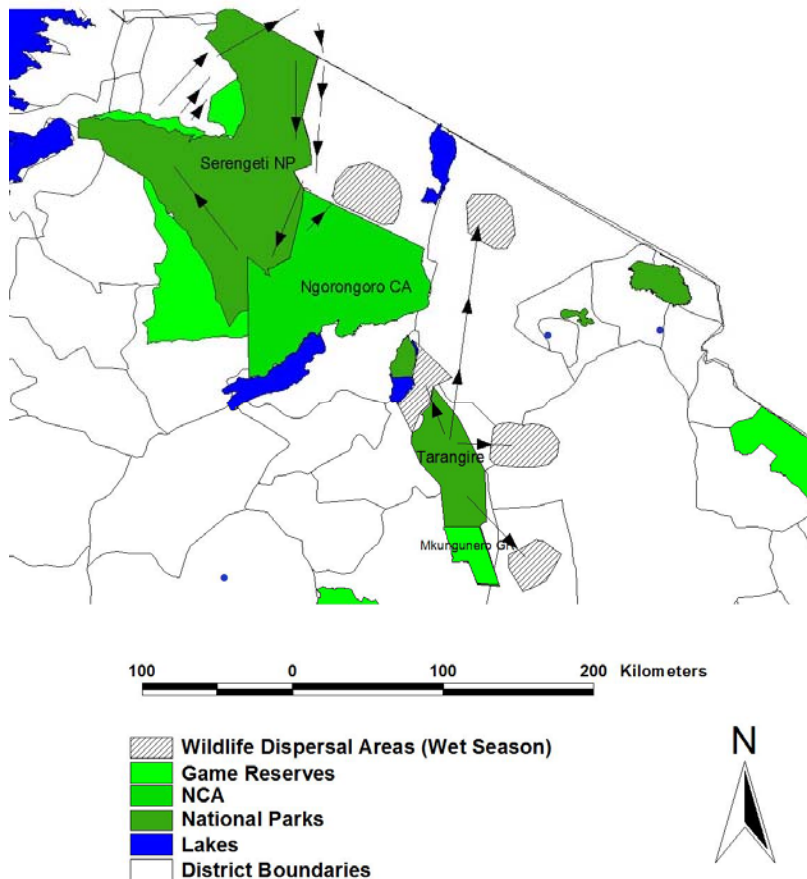 Serengeti NP
Ngorongoro CA
Tarangire
Mkungunero GR
100 0 100 200 Kilometers
Wildlife Dispersal Areas (Wet Season)
Game Reserves
NCA
National Parks
Lakes
District Boundaries
N